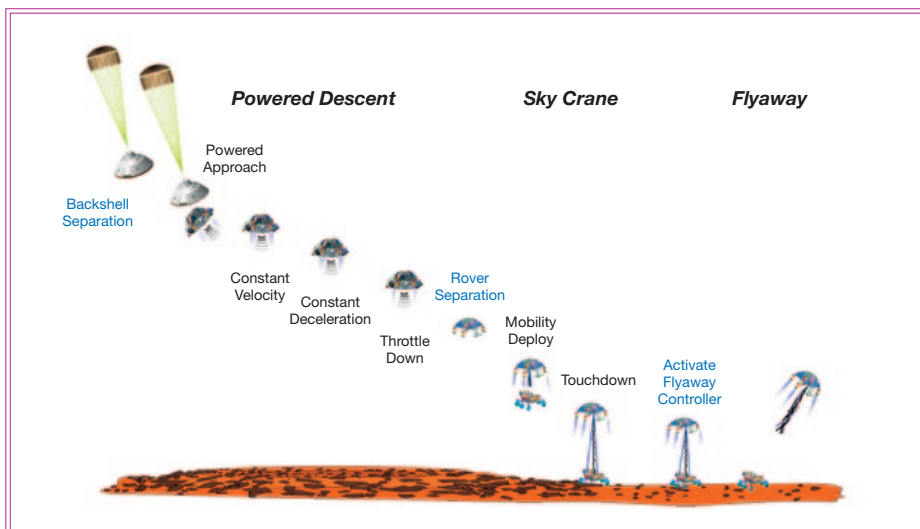 Powered Descent
Sky Crane
Flyaway
Powered
Approach
Backshell
Separation
Constant
Velocity
Constant
Deceleration
Throttle
Down
Rover
Separation
Mobility
Deploy
Touchdown
Activate
Flyaway
Controller